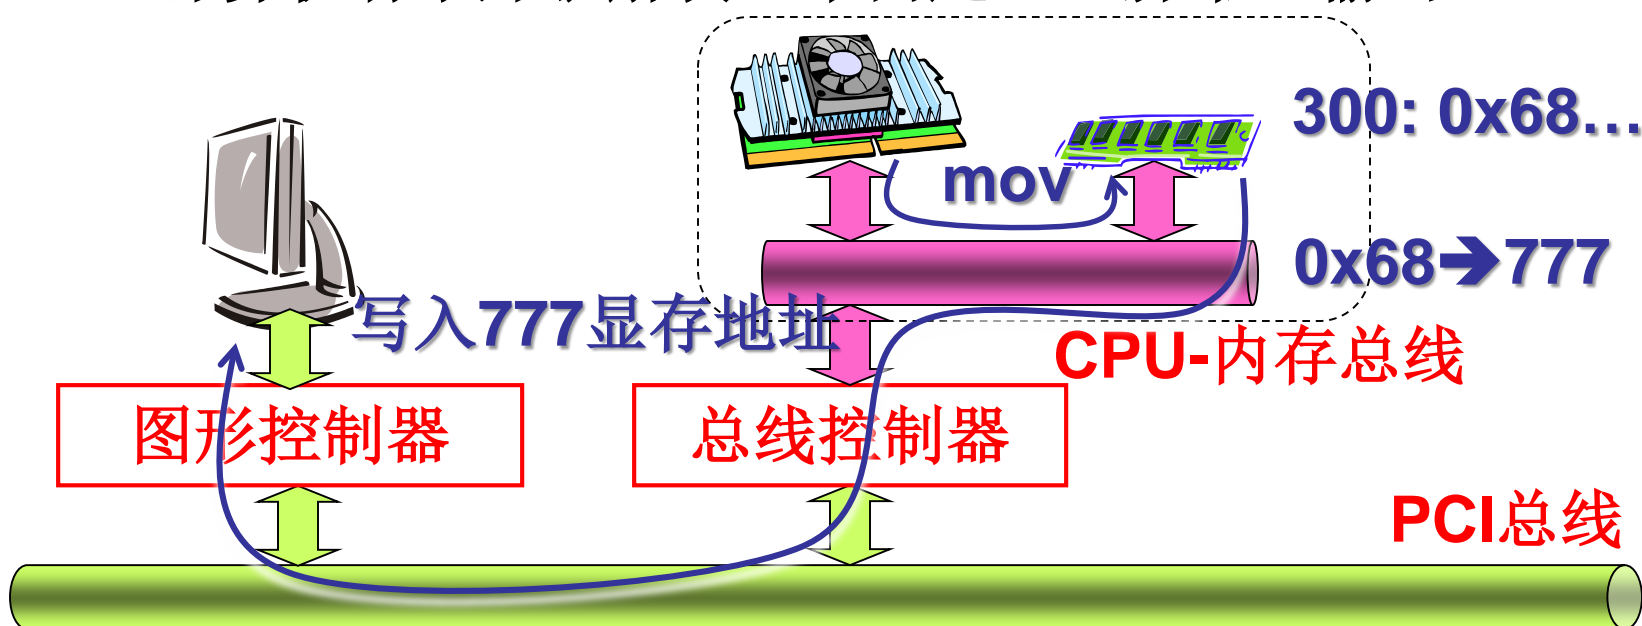 300: 0x68...
mov
0x68➔777
写入777显存地址
CPU-内存总线
图形控制器
总线控制器
PCI总线